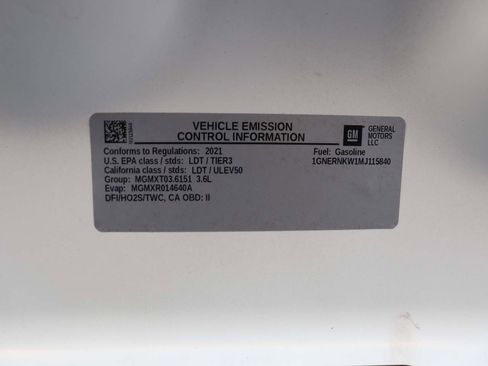 VEHICLE EMISSION
CONTROL INFORMATION
GM
GENERAL
MOTORS
LLC
Conforms to Regulations: 2021
Fuel: Gasoline
U.S. EPA class / stds: LDT / TIER3
1GNERNKW1MJ115840
California class / stds: LDT / ULEV50
Group: MGMXT03.6151 3.6L
Evap: MGMXR014640A
DFI/HO2S/TWC, CA OBD: II